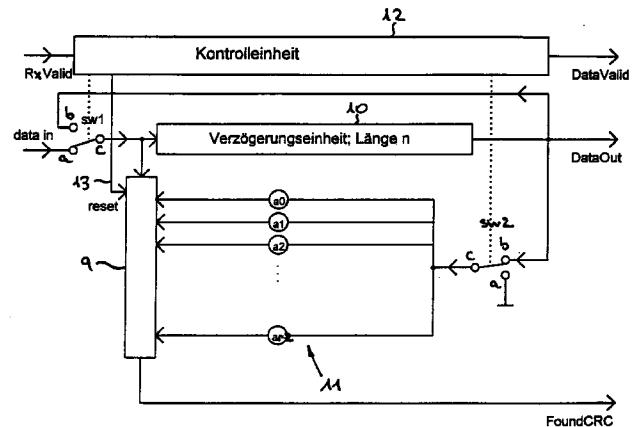 12
Kontrolleinheit
RxValid
DataValid
b
sw1
10
data in
a
c
Verzögerungseinheit; Länge n
DataOut
13
reset
a0
a1
a2
sw2
9
c
b
a
11
FoundCRC